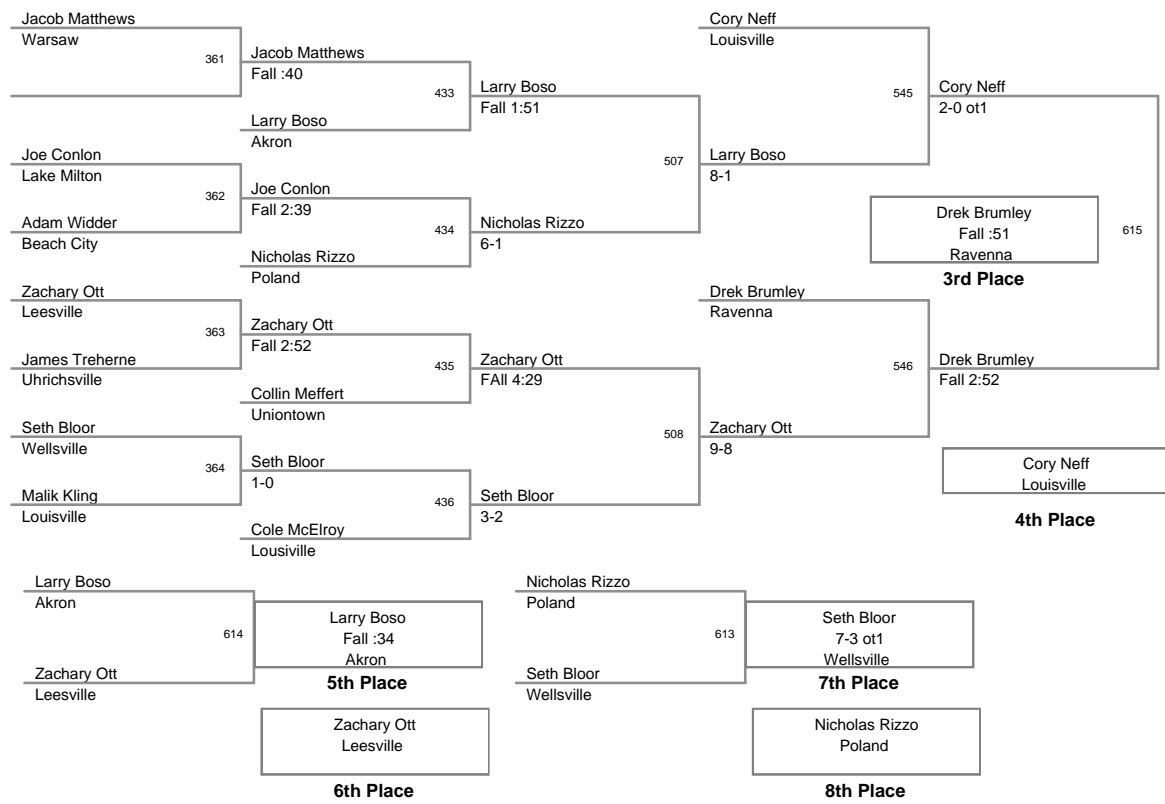 Jacob Matthews
Warsaw
361
Jacob Matthews
Fall :40
433
Larry Boso
Akron
Larry Boso
Fall 1:51
Joe Conlon
Lake Milton
362
Adam Widder
Beach City
Joe Conlon
Fall 2:39
434
Nicholas Rizzo
Poland
Nicholas Rizzo
6-1
507
Larry Boso
8-1
Cory Neff
Louisville
545
Cory Neff
2-0 ot1
Zachary Ott
Leesville
363
James Treherne
Uhrichsville
Zachary Ott
Fall 2:52
435
Collin Meffert
Uniontown
Zachary Ott
FAll 4:29
Seth Bloor
Wellsville
364
Malik Kling
Louisville
Seth Bloor
1-0
436
Cole McElroy
Lousiville
Seth Bloor
3-2
508
Zachary Ott
9-8
Drek Brumley
Ravenna
546
Drek Brumley
Fall 2:52
615
Drek Brumley
Fall :51
Ravenna
3rd Place
Cory Neff
Louisville
4th Place
Larry Boso
Akron
614
Zachary Ott
Leesville
Larry Boso
Fall :34
Akron
5th Place
Zachary Ott
Leesville
6th Place
Nicholas Rizzo
Poland
613
Seth Bloor
Wellsville
Seth Bloor
7-3 ot1
Wellsville
7th Place
Nicholas Rizzo
Poland
8th Place